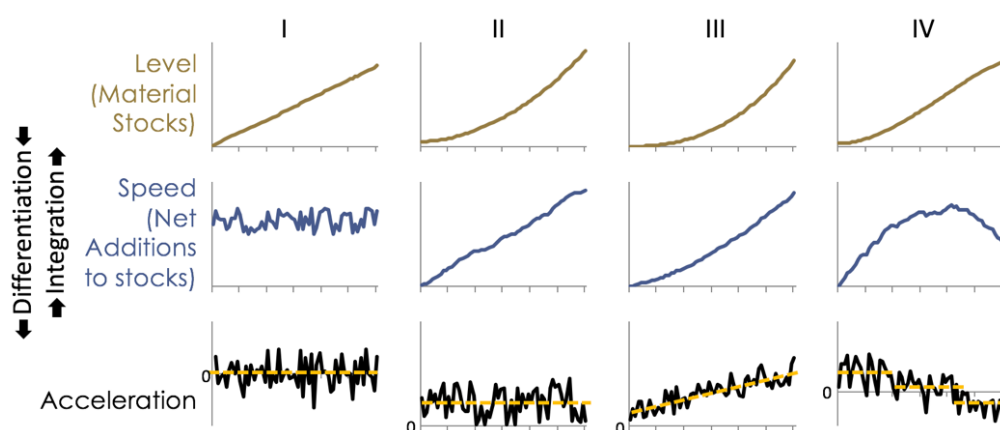 I
II
III
IV
Level
(Material
Stocks)
Speed
(Net
Additions
to stocks)
Differentiation
Integration
Acceleration
0
0
0
0